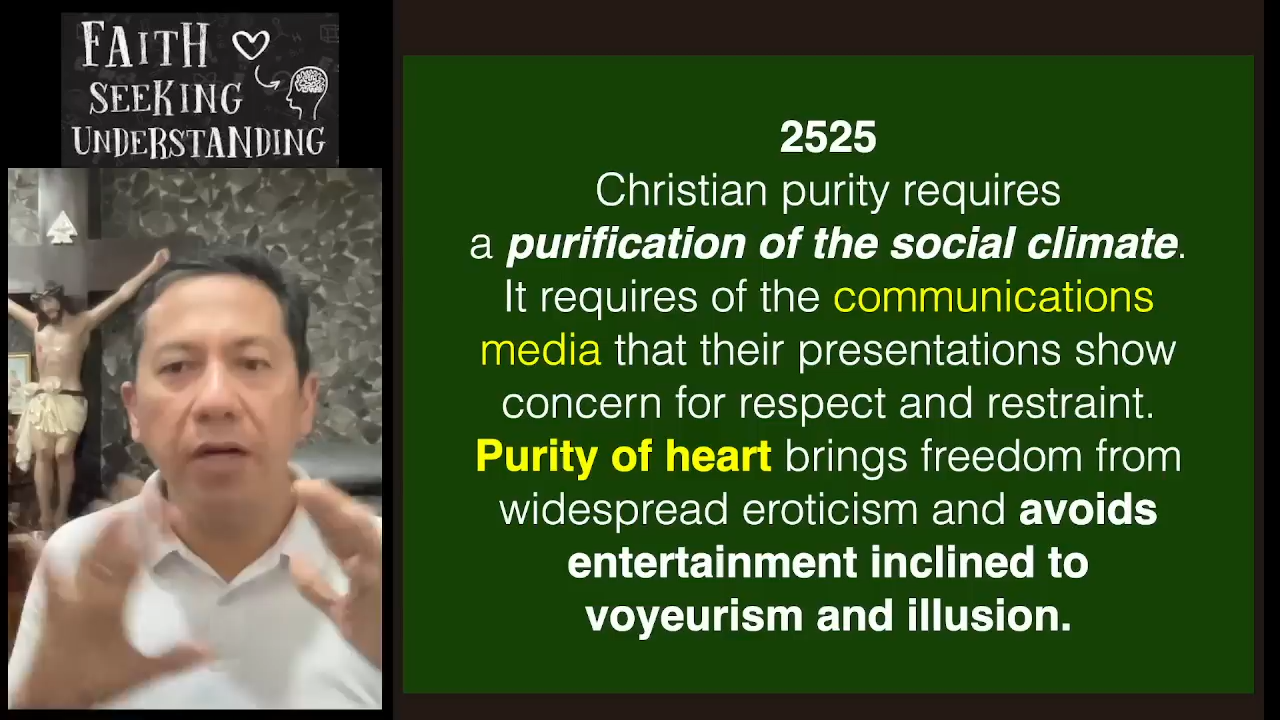 FAITH
SEEKING
UNDERSTANDING
2525
Christian purity requires
a purification of the social climate.
It requires of the communications
media that their presentations show
concern for respect and restraint.
Purity of heart brings freedom from
widespread eroticism and avoids
entertainment inclined to
voyeurism and illusion.